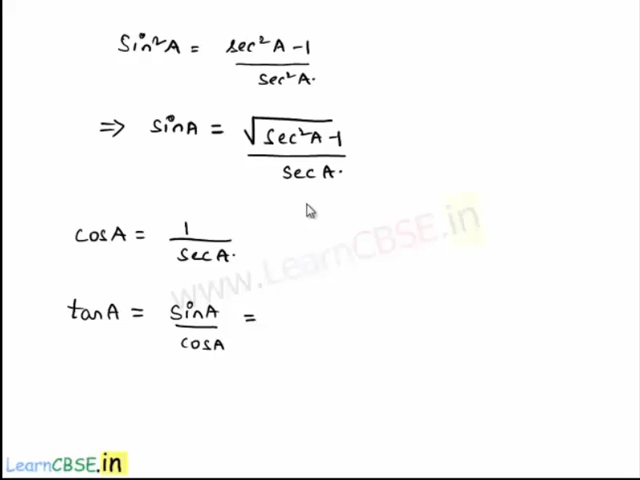 sin²A = sec²A - 1 / sec²A.
⇒ sinA = √sec²A - 1 / secA.
cosA = 1 / secA.
www.LearnCBSE.in
tanA = sinA / cosA =
LearnCBSE.in